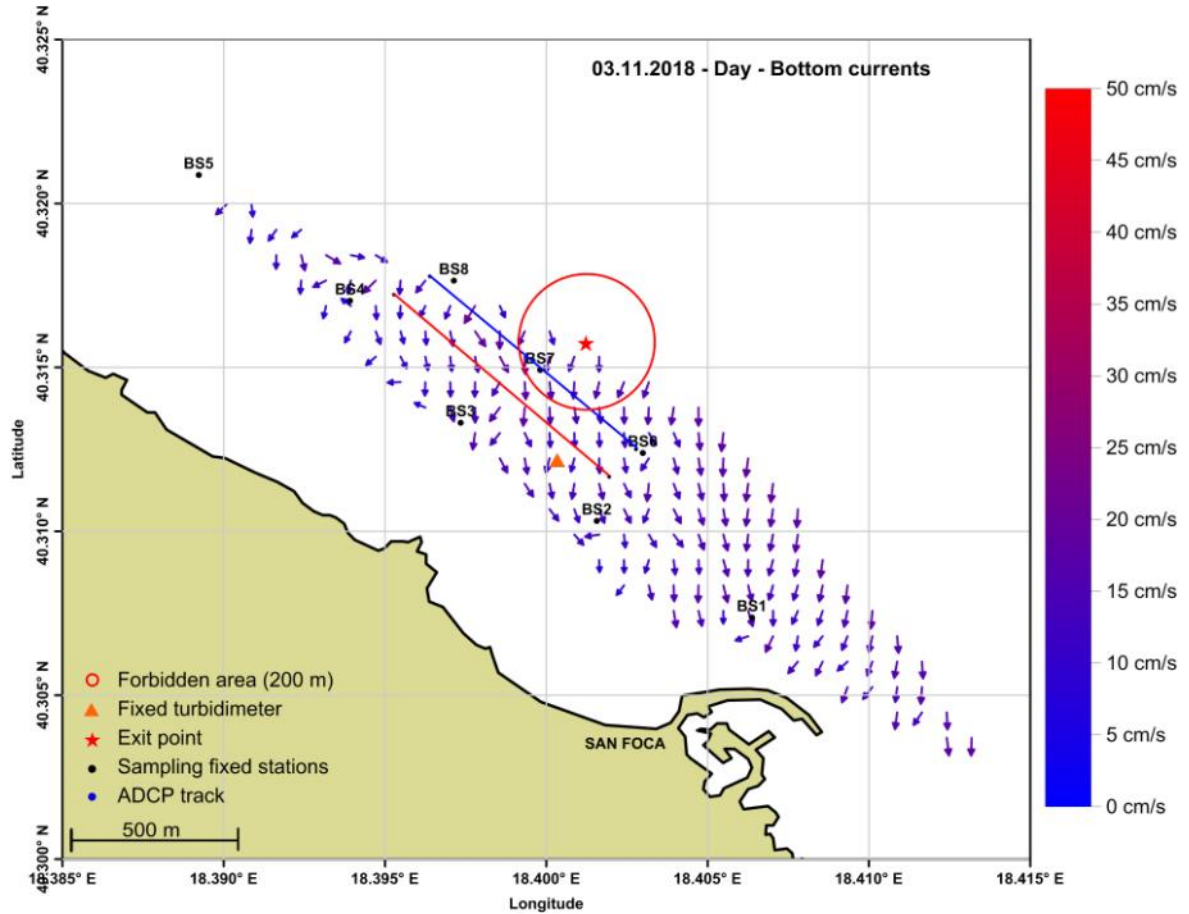 40.325° N
03.11.2018 - Day - Bottom currents
50 cm/s
45 cm/s
BS5
40.320° N
40 cm/s
35 cm/s
BS8
BS4
BS7
40.315° N
30 cm/s
BS3
BS6
25 cm/s
Latitude
BS2
40.310° N
20 cm/s
15 cm/s
BS1
10 cm/s
Forbidden area (200 m)
40.305° N
Fixed turbidimeter
5 cm/s
Exit point
SAN FOCA
Sampling fixed stations
ADCP track
0 cm/s
500 m
40.300° N
18.385° E 18.390° E 18.395° E 18.400° E 18.405° E 18.410° E 18.415° E
Longitude